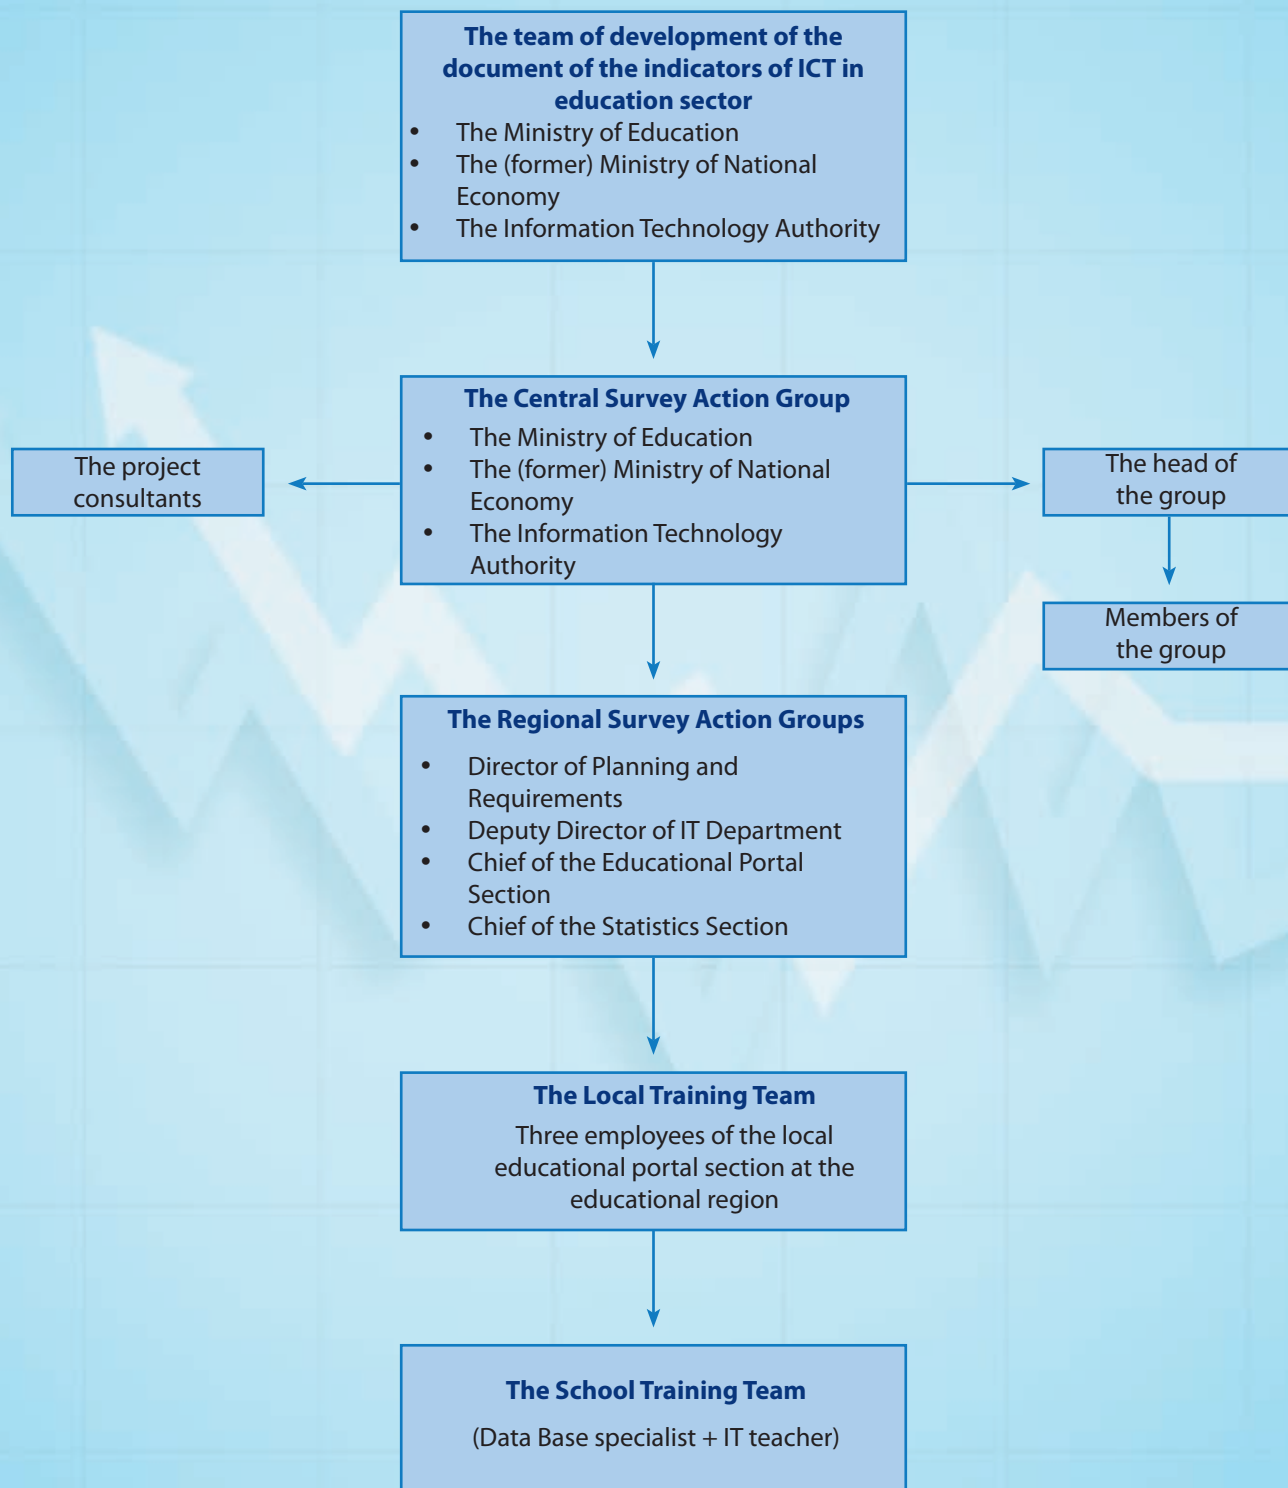 The team of development of the
document of the indicators of ICT in
education sector
• The Ministry of Education
• The (former) Ministry of National
Economy
• The Information Technology Authority
The Central Survey Action Group
• The Ministry of Education
• The (former) Ministry of National
Economy
• The Information Technology
Authority
The project
consultants
The head of
the group
Members of
the group
The Regional Survey Action Groups
• Director of Planning and
Requirements
• Deputy Director of IT Department
• Chief of the Educational Portal
Section
• Chief of the Statistics Section
The Local Training Team
Three employees of the local
educational portal section at the
educational region
The School Training Team
(Data Base specialist + IT teacher)